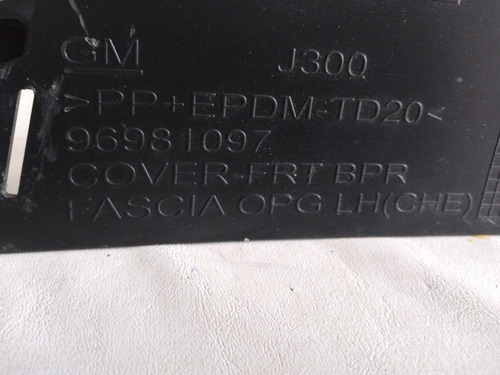 GM J300
>PP+EPDM-TD20<
96981097
COVER-FRT BPR
FASCIA OPG LH(CHE)